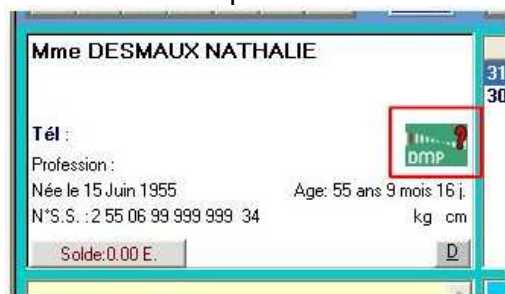 Mme DESMAUX NATHALIE
31
30
Tél :
DMP
Profession :
Née le 15 Juin 1955 Age: 55 ans 9 mois 16 j.
N°S.S. : 2 55 06 99 999 999 34 kg cm
Solde:0.00 E. D